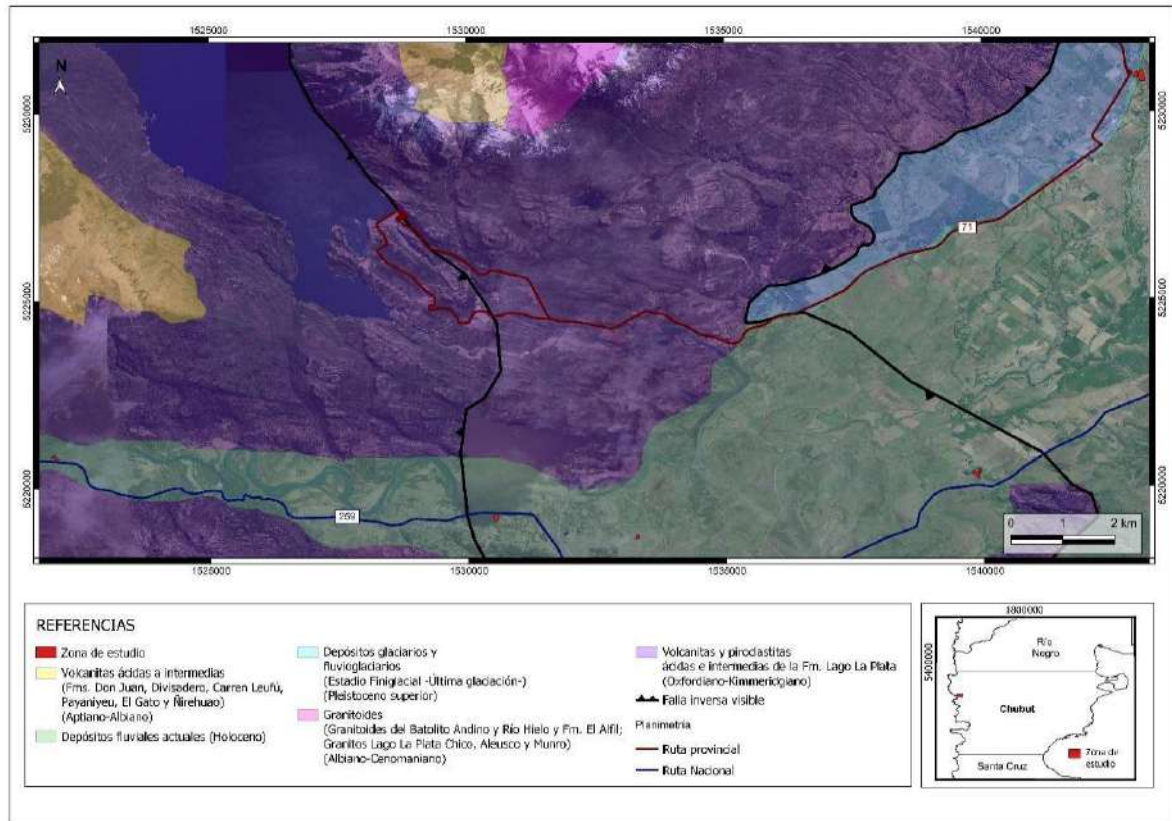 1525000
1530000
1535000
1540000
N
5230000
5230000
5225000
5225000
5220000
5220000
71
259
0 1 2 km
1525000
1530000
1535000
1540000
REFERENCIAS
Zona de estudio
Volcanitas ácidas a intermedias
(Fms. Don Juan, Divisadero, Carren Leufú,
Payaniyeu, El Gato y Ñirehuao)
(Aptiano-Albiano)
Depósitos fluviales actuales (Holoceno)
Depósitos glaciarios y
fluvioglaciarios
(Estadio Finiglacial -Última glaciación-)
(Pleistoceno superior)
Granitoides
(Granitoides del Batolito Andino y Río Hielo y Fm. El Alfil;
Granitos Lago La Plata Chico, Aleusco y Munro)
(Albiano-Cenomaniano)
Volcanitas y piroclastitas
ácidas e intermedias de la Fm. Lago La Plata
(Oxfordiano-Kimmeridgiano)
Falla inversa visible
Planimetría
Ruta provincial
Ruta Nacional
1800000
5400000
Río
Negro
Chubut
Santa Cruz
Zona de
estudio